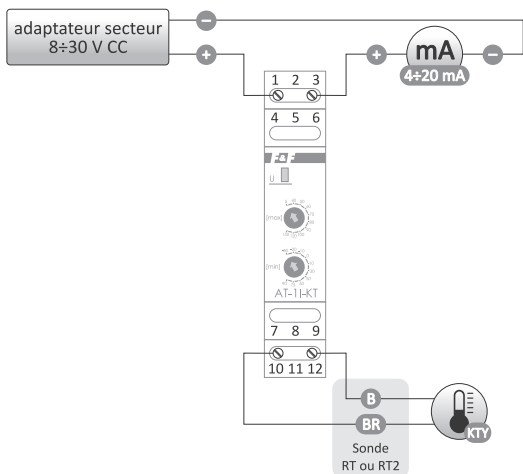 adaptateur secteur
8÷30 V CC
−
+
+
mA
−
4÷20 mA
1 2 3
4 5 6
F&F
U
[max]
[min]
AT-1I-KT
7 8 9
10 11 12
B
BR
KTY
Sonde
RT ou RT2